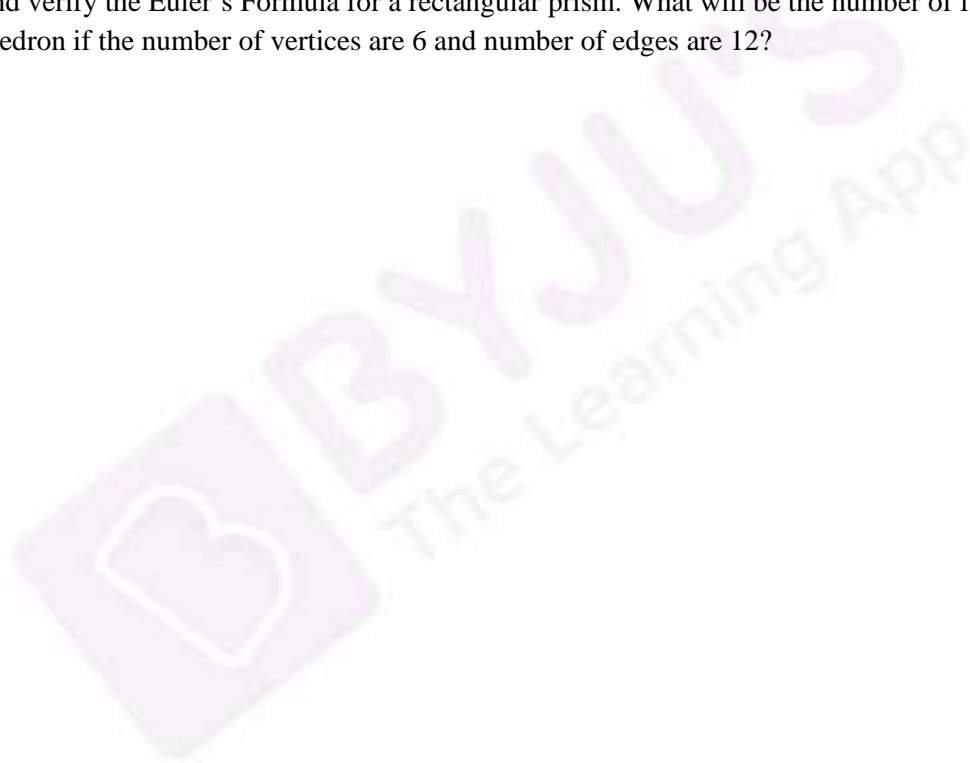 nd verify the Euler's Formula for a rectangular prism. What will be the number of
edron if the number of vertices are 6 and number of edges are 12?
BYJU'S
The Learning App